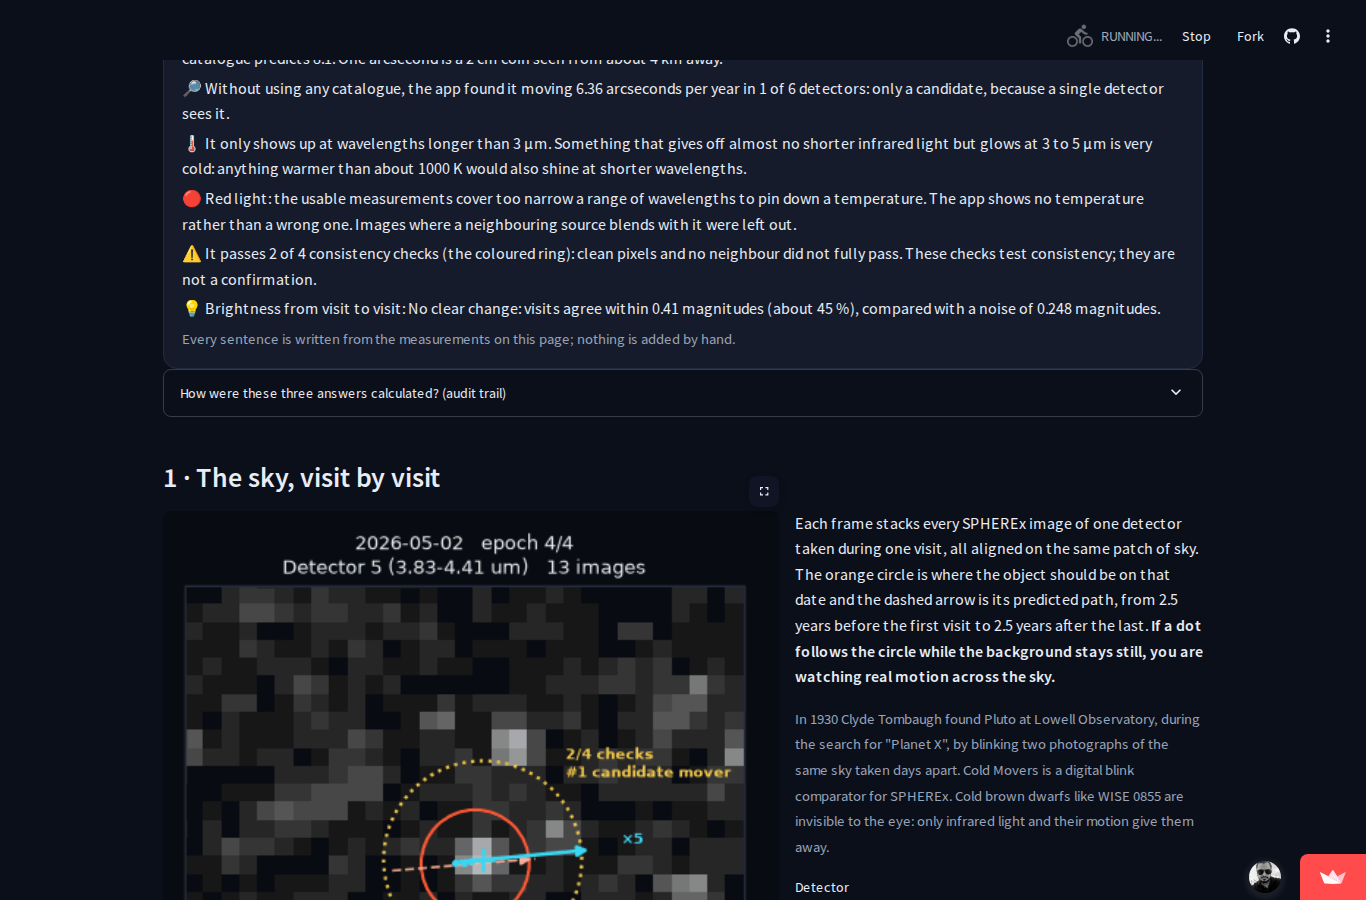 RUNNING...
Stop
Fork
catalogue predicts 8.1. One arcsecond is a 2 cm coin seen from about 4 km away.
🔎 Without using any catalogue, the app found it moving 6.36 arcseconds per year in 1 of 6 detectors: only a candidate, because a single detector
sees it.
🌡️ It only shows up at wavelengths longer than 3 µm. Something that gives off almost no shorter infrared light but glows at 3 to 5 µm is very
cold: anything warmer than about 1000 K would also shine at shorter wavelengths.
🔴 Red light: the usable measurements cover too narrow a range of wavelengths to pin down a temperature. The app shows no temperature
rather than a wrong one. Images where a neighbouring source blends with it were left out.
⚠️ It passes 2 of 4 consistency checks (the coloured ring): clean pixels and no neighbour did not fully pass. These checks test consistency; they are
not a confirmation.
💡 Brightness from visit to visit: No clear change: visits agree within 0.41 magnitudes (about 45 %), compared with a noise of 0.248 magnitudes.
Every sentence is written from the measurements on this page; nothing is added by hand.
How were these three answers calculated? (audit trail)
1 · The sky, visit by visit
2026-05-02 epoch 4/4
Detector 5 (3.83-4.41 um) 13 images
2/4 checks
#1 candidate mover
×5
Each frame stacks every SPHEREx image of one detector
taken during one visit, all aligned on the same patch of sky.
The orange circle is where the object should be on that
date and the dashed arrow is its predicted path, from 2.5
years before the first visit to 2.5 years after the last. If a dot
follows the circle while the background stays still, you are
watching real motion across the sky.
In 1930 Clyde Tombaugh found Pluto at Lowell Observatory, during
the search for "Planet X", by blinking two photographs of the
same sky taken days apart. Cold Movers is a digital blink
comparator for SPHEREx. Cold brown dwarfs like WISE 0855 are
invisible to the eye: only infrared light and their motion give them
away.
Detector